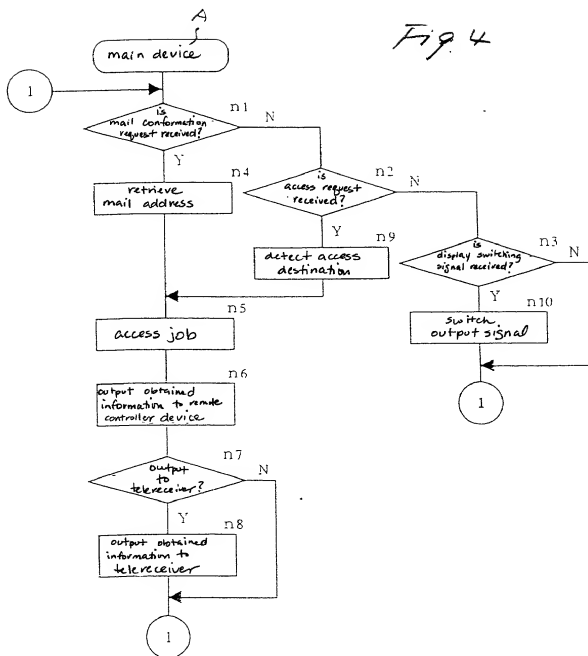 A
Fig. 4
main device
1
n1
is
mail conformation
request received?
N
Y
n4
retrieve
mail address
n2
is
access request
received?
N
Y
n9
detect access
destination
n3
is
display switching
signal received?
N
Y
n10
switch
output signal
1
n5
access job
n6
output obtained
information to remote
controller device
n7
output
to
telereceiver?
N
Y
n8
output obtained
information to
telereceiver
1